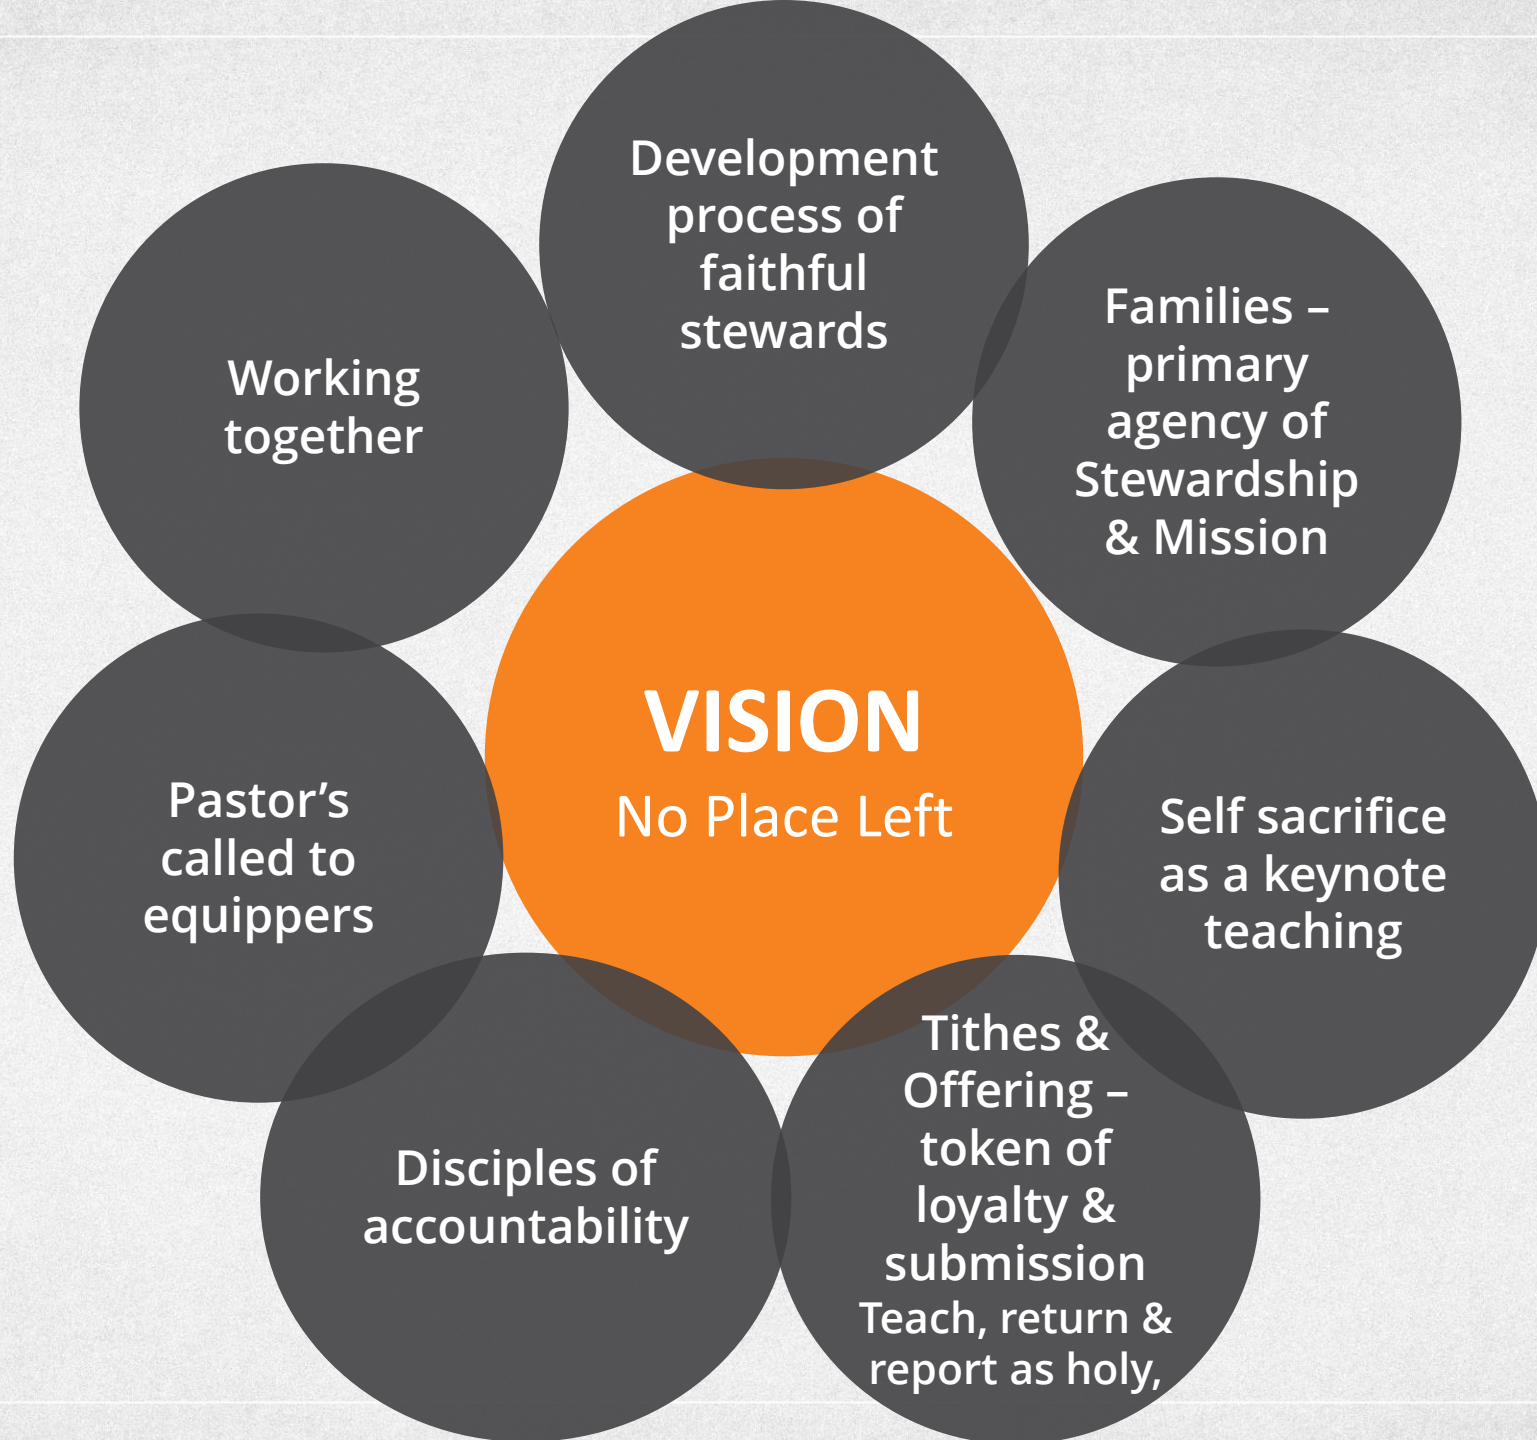 Development
process of
faithful
stewards
Families –
primary
agency of
Stewardship
& Mission
Self sacrifice
as a keynote
teaching
Tithes &
Offering –
token of
loyalty &
submission
Teach, return &
report as holy,
Disciples of
accountability
Pastor’s
called to
equippers
Working
together
VISION
No Place Left